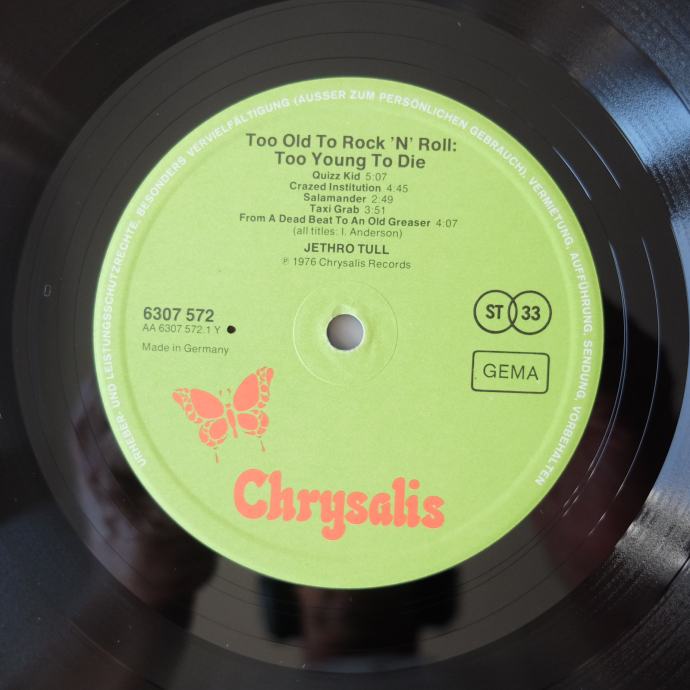 URHEBER- UND LEISTUNGSSCHUTZRECHTE, BESONDERS VERVIELFÄLTIGUNG (AUSSER ZUM PERSÖNLICHEN GEBRAUCH), VERMIETUNG, AUFFÜHRUNG, SENDUNG, VORBEHALTEN
Too Old To Rock 'N' Roll:
Too Young To Die
Quizz Kid 5:07
Crazed Institution 4:45
Salamander 2:49
Taxi Grab 3:51
From A Dead Beat To An Old Greaser 4:07
(all titles: I. Anderson)
JETHRO TULL
℗ 1976 Chrysalis Records
6307 572
AA 6307 572.1 Y
Made in Germany
ST 33
GEMA
Chrysalis